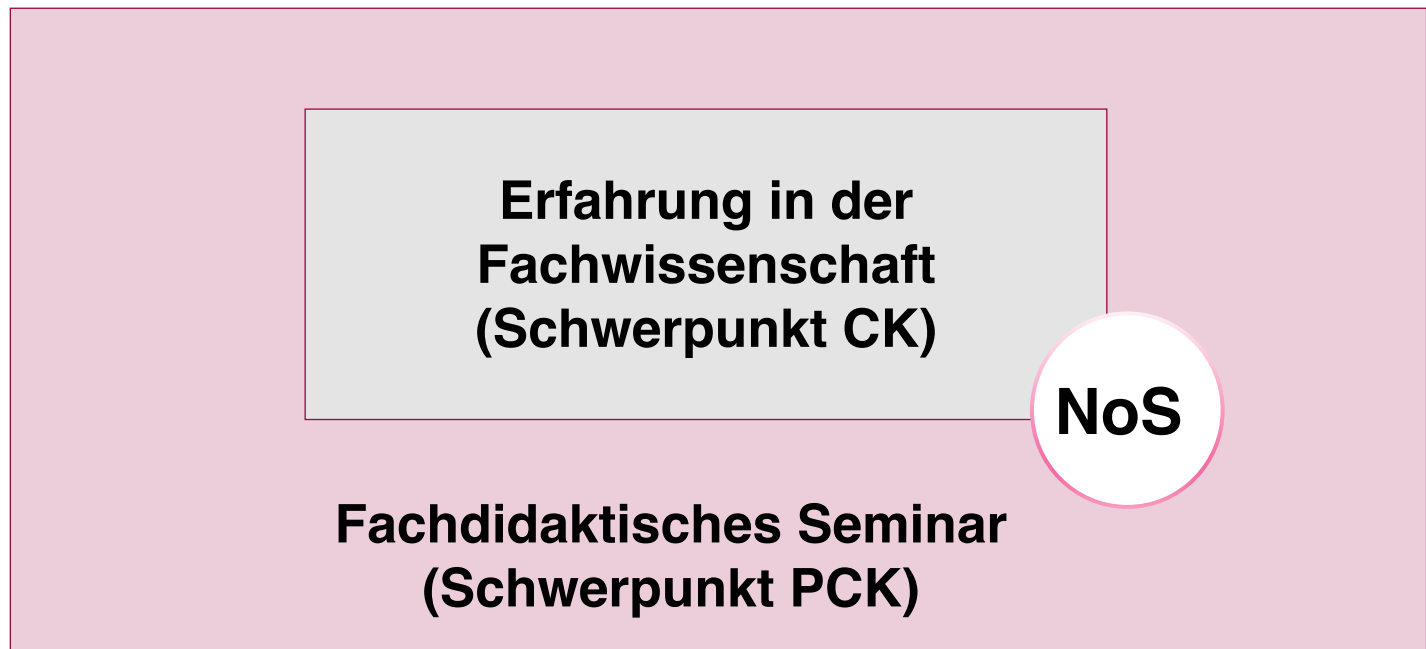 Erfahrung in der
Fachwissenschaft
(Schwerpunkt CK)
NoS
Fachdidaktisches Seminar
(Schwerpunkt PCK)